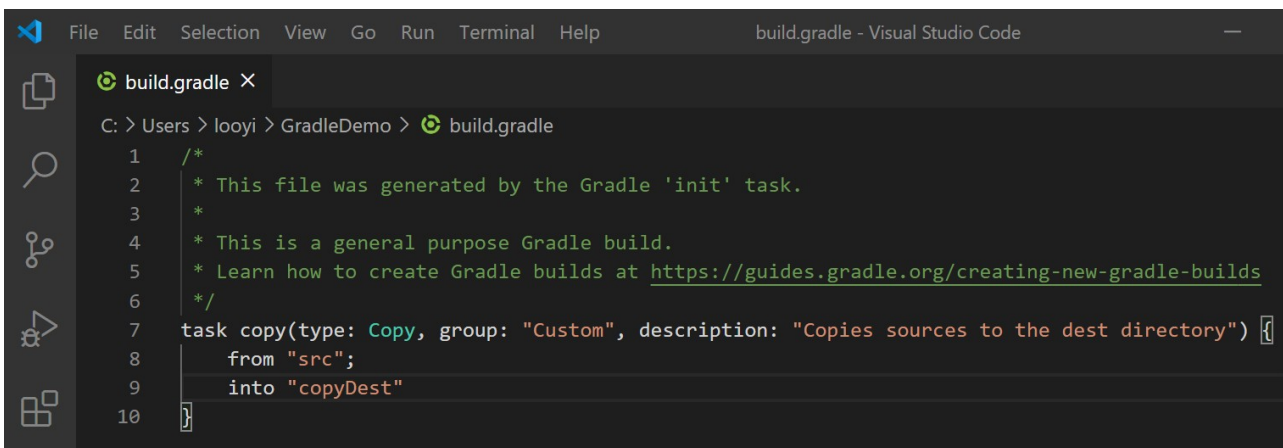 File Edit Selection View Go Run Terminal Help build.gradle - Visual Studio Code
build.gradle
C: > Users > looyi > GradleDemo > build.gradle
1 /*
2  * This file was generated by the Gradle 'init' task.
3  *
4  * This is a general purpose Gradle build.
5  * Learn how to create Gradle builds at https://guides.gradle.org/creating-new-gradle-builds
6  */
7 task copy(type: Copy, group: "Custom", description: "Copies sources to the dest directory") {
8     from "src";
9     into "copyDest"
10 }